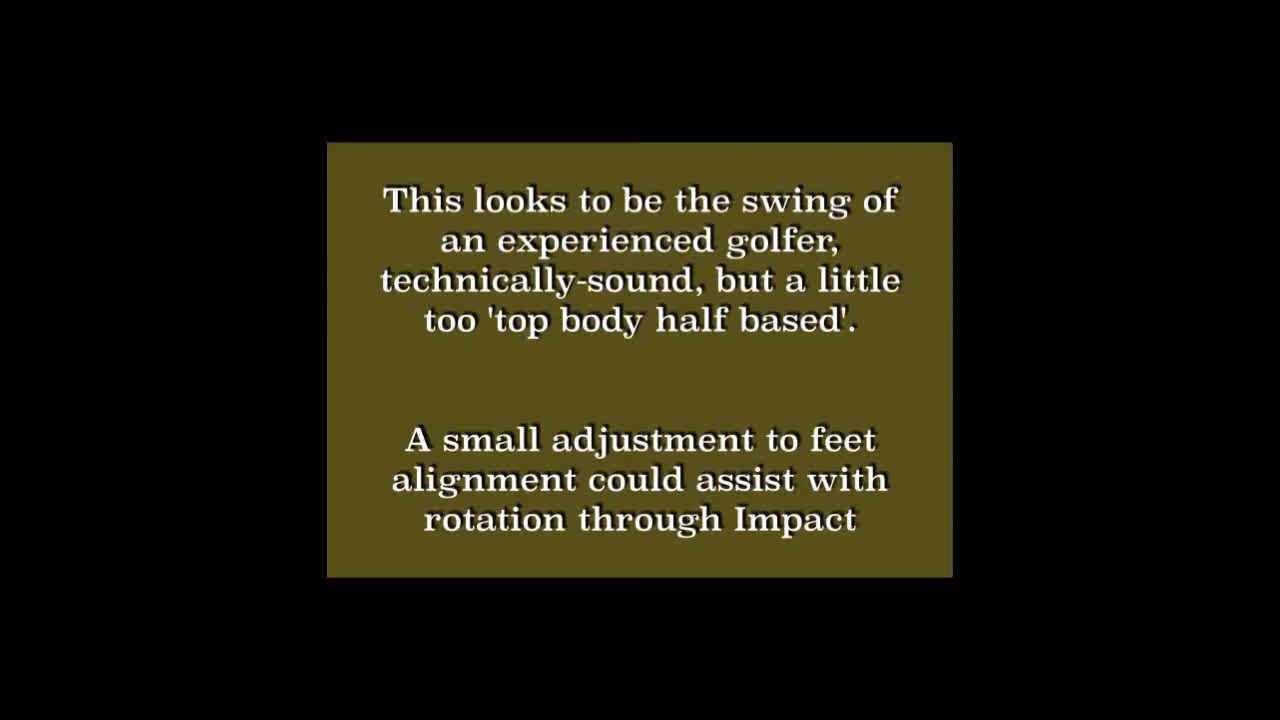 This looks to be the swing of
an experienced golfer,
technically-sound, but a little
too 'top body half based'.
A small adjustment to feet
alignment could assist with
rotation through Impact